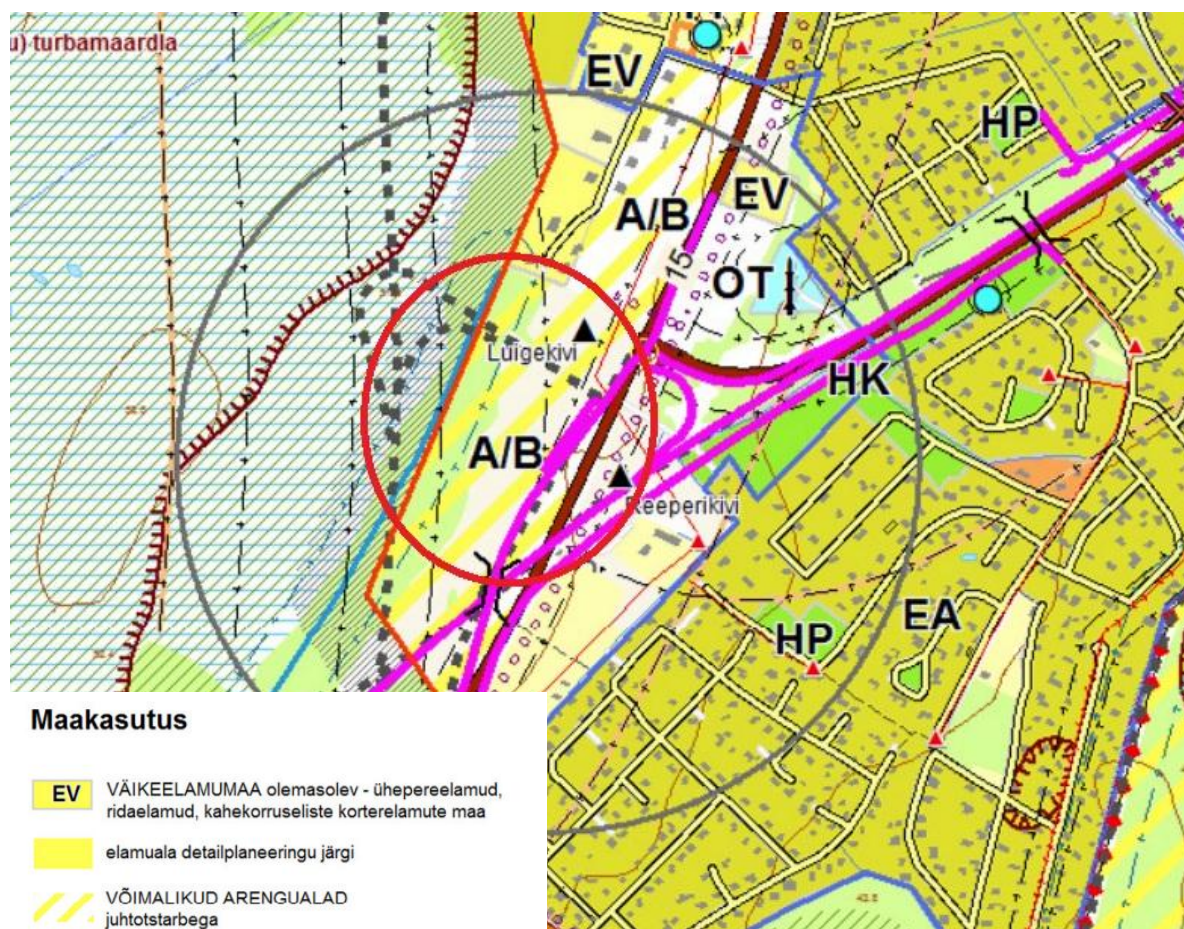 u) turbamaardla
EV
HP
A/B
EV
15
OT
Luigekivi
HK
A/B
Reeperikivi
EA
HP
Maakasutus
EV VÄIKEELAMUMAA olemasolev - ühepereelamud,
ridaelamud, kahekorruseliste korterelamute maa
elamuala detailplaneeringu järgi
VÕIMALIKUD ARENGUALAD
juhtotstarbega